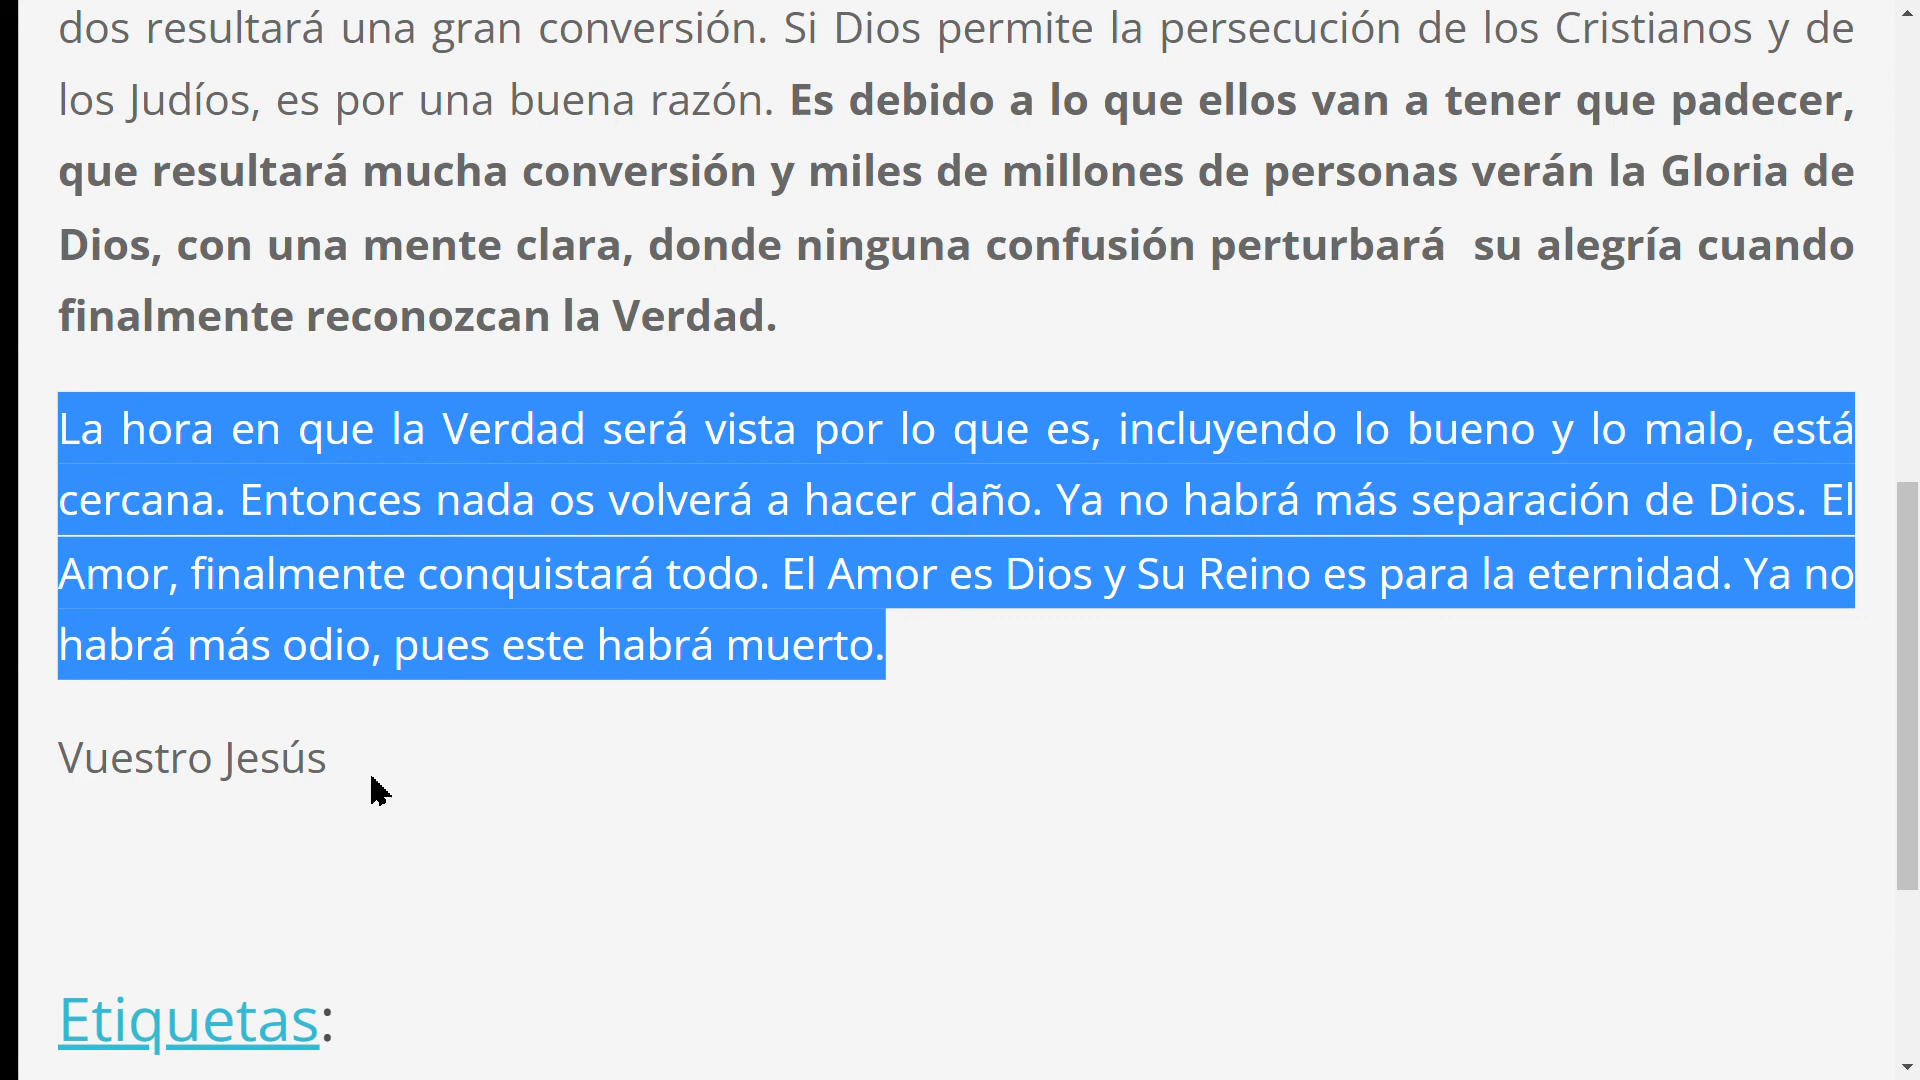 dos resultará una gran conversión. Si Dios permite la persecución de los Cristianos y de
los Judíos, es por una buena razón. Es debido a lo que ellos van a tener que padecer,
que resultará mucha conversión y miles de millones de personas verán la Gloria de
Dios, con una mente clara, donde ninguna confusión perturbará  su alegría cuando
finalmente reconozcan la Verdad.
La hora en que la Verdad será vista por lo que es, incluyendo lo bueno y lo malo, está
cercana. Entonces nada os volverá a hacer daño. Ya no habrá más separación de Dios. El
Amor, finalmente conquistará todo. El Amor es Dios y Su Reino es para la eternidad. Ya no
habrá más odio, pues este habrá muerto.
Vuestro Jesús
Etiquetas: